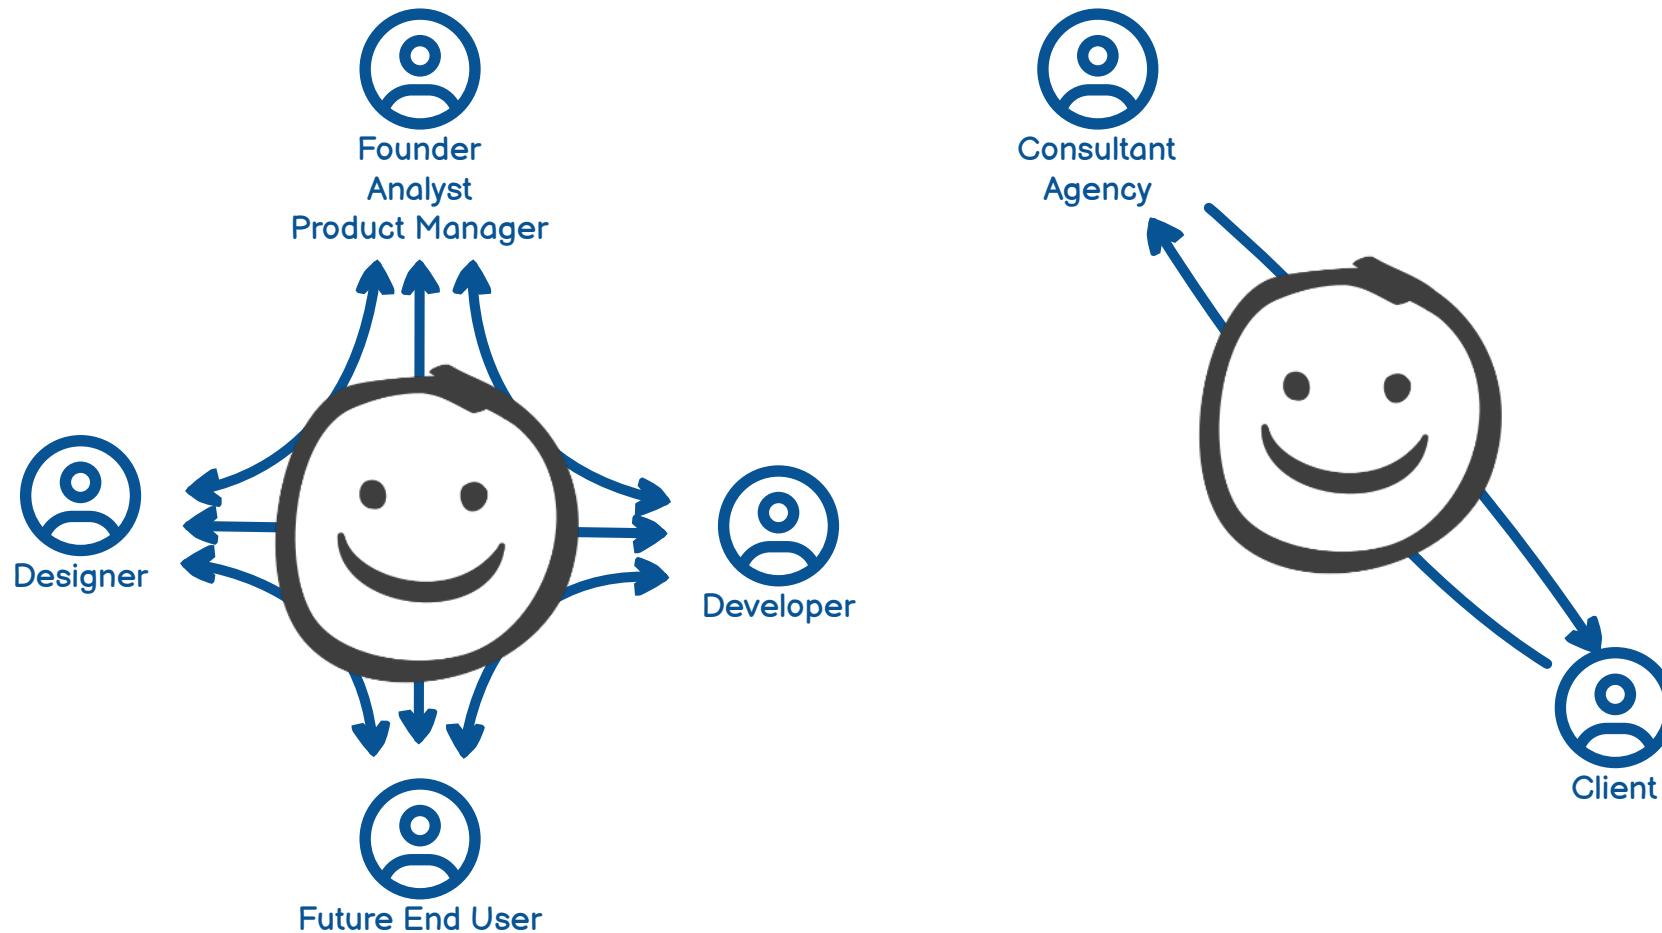 Founder
Analyst
Product Manager
Consultant
Agency
Designer
Developer
Client
Future End User